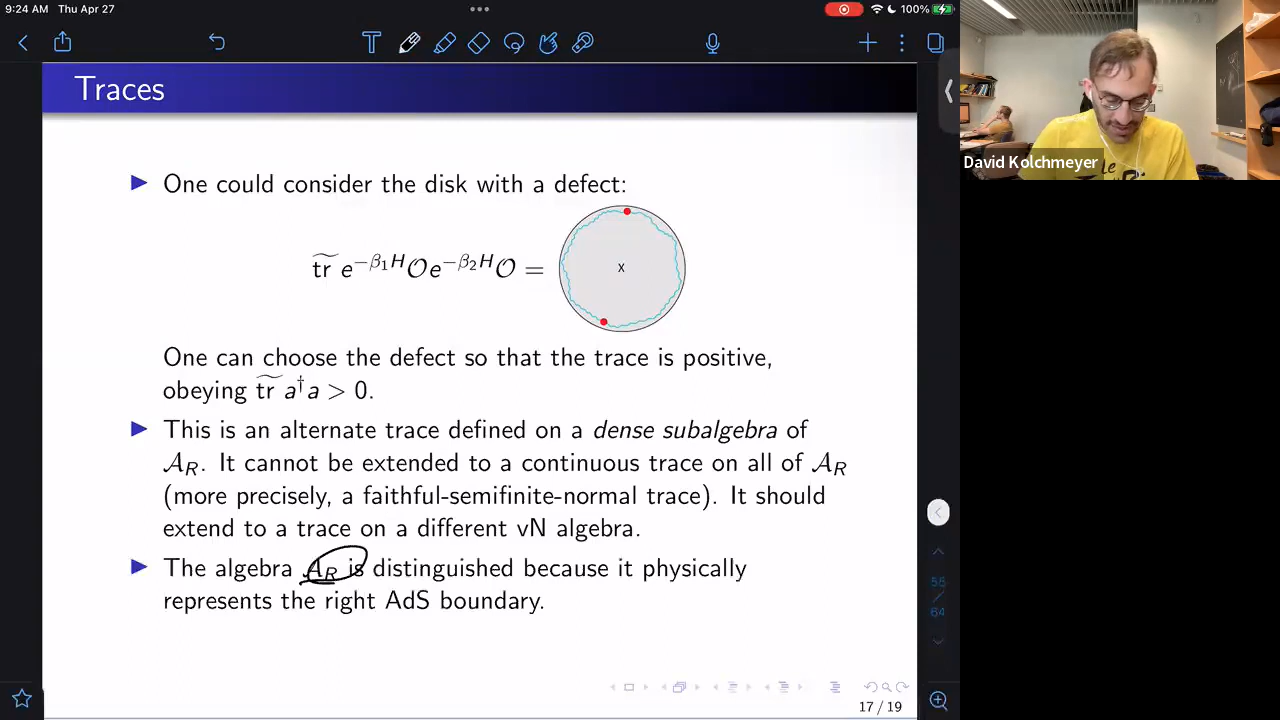 9:24 AM Thu Apr 27
100%
Traces
One could consider the disk with a defect:
t̃r e^{-β₁H}𝒪e^{-β₂H}𝒪 =
x
One can choose the defect so that the trace is positive,
obeying t̃r a†a > 0.
This is an alternate trace defined on a dense subalgebra of
𝒜_R. It cannot be extended to a continuous trace on all of 𝒜_R
(more precisely, a faithful-semifinite-normal trace). It should
extend to a trace on a different vN algebra.
The algebra 𝒜_R is distinguished because it physically
represents the right AdS boundary.
17 / 19
58
/
64
David Kolchmeyer